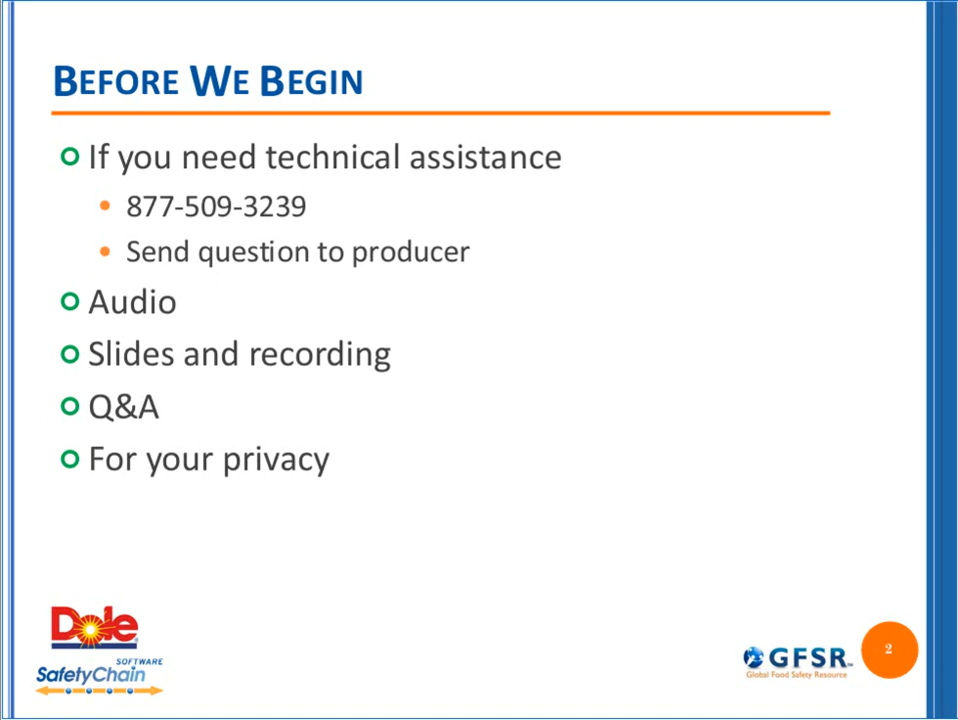 BEFORE WE BEGIN
If you need technical assistance
877-509-3239
Send question to producer
Audio
Slides and recording
Q&A
For your privacy
Dole
SOFTWARE
SafetyChain
GFSR™
Global Food Safety Resource
2